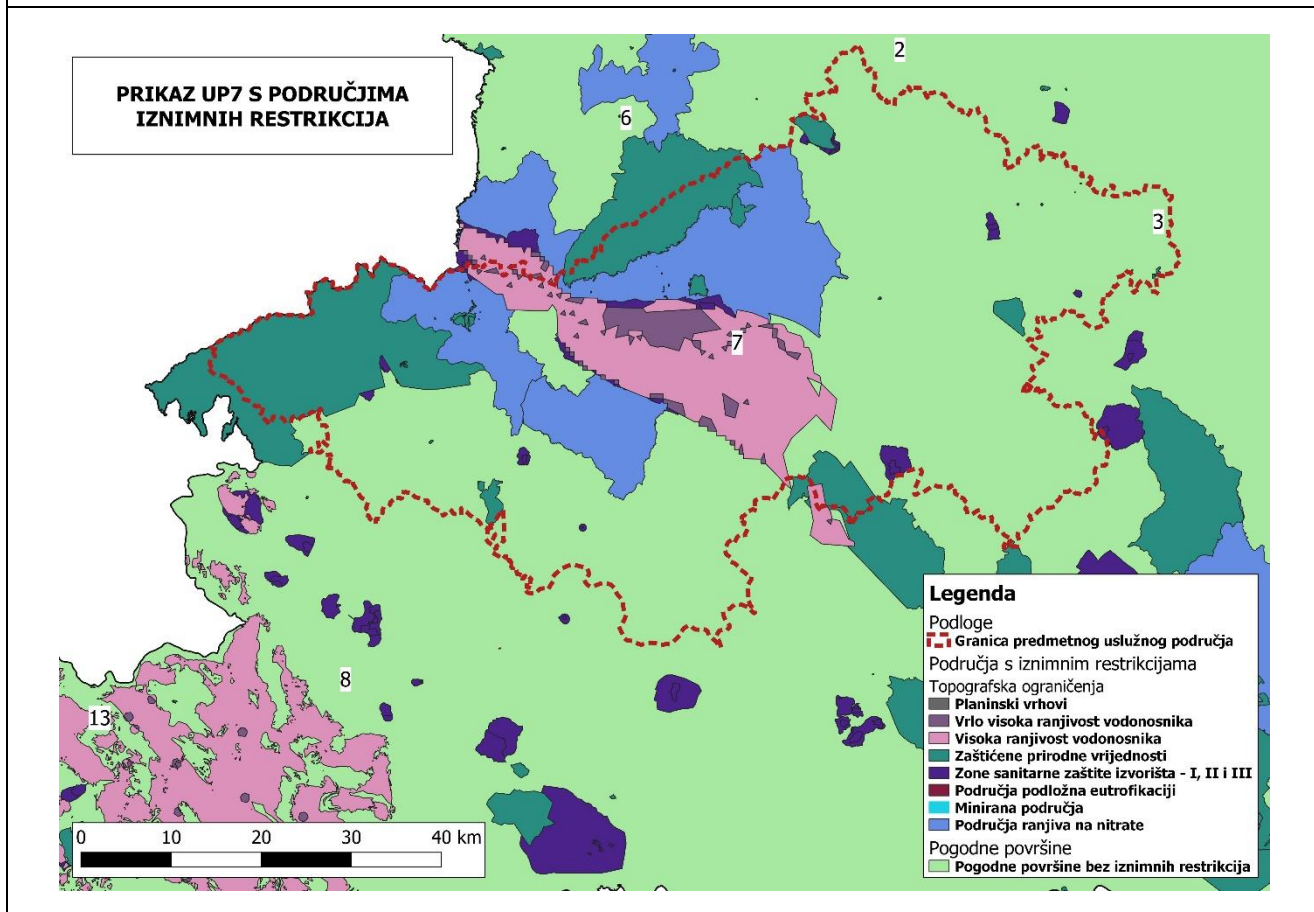 PRIKAZ UP7 S PODRUČJIMA
IZNIMNIH RESTRIKCIJA
2
6
3
7
8
13
0 10 20 30 40 km
Legenda
Podloge
Granica predmetnog uslužnog područja
Područja s iznimnim restrikcijama
Topografska ograničenja
Planinski vrhovi
Vrlo visoka ranjivost vodonosnika
Visoka ranjivost vodonosnika
Zaštićene prirodne vrijednosti
Zone sanitarne zaštite izvorišta - I, II i III
Područja podložna eutrofikaciji
Minirana područja
Područja ranjiva na nitrate
Pogodne površine
Pogodne površine bez iznimnih restrikcija